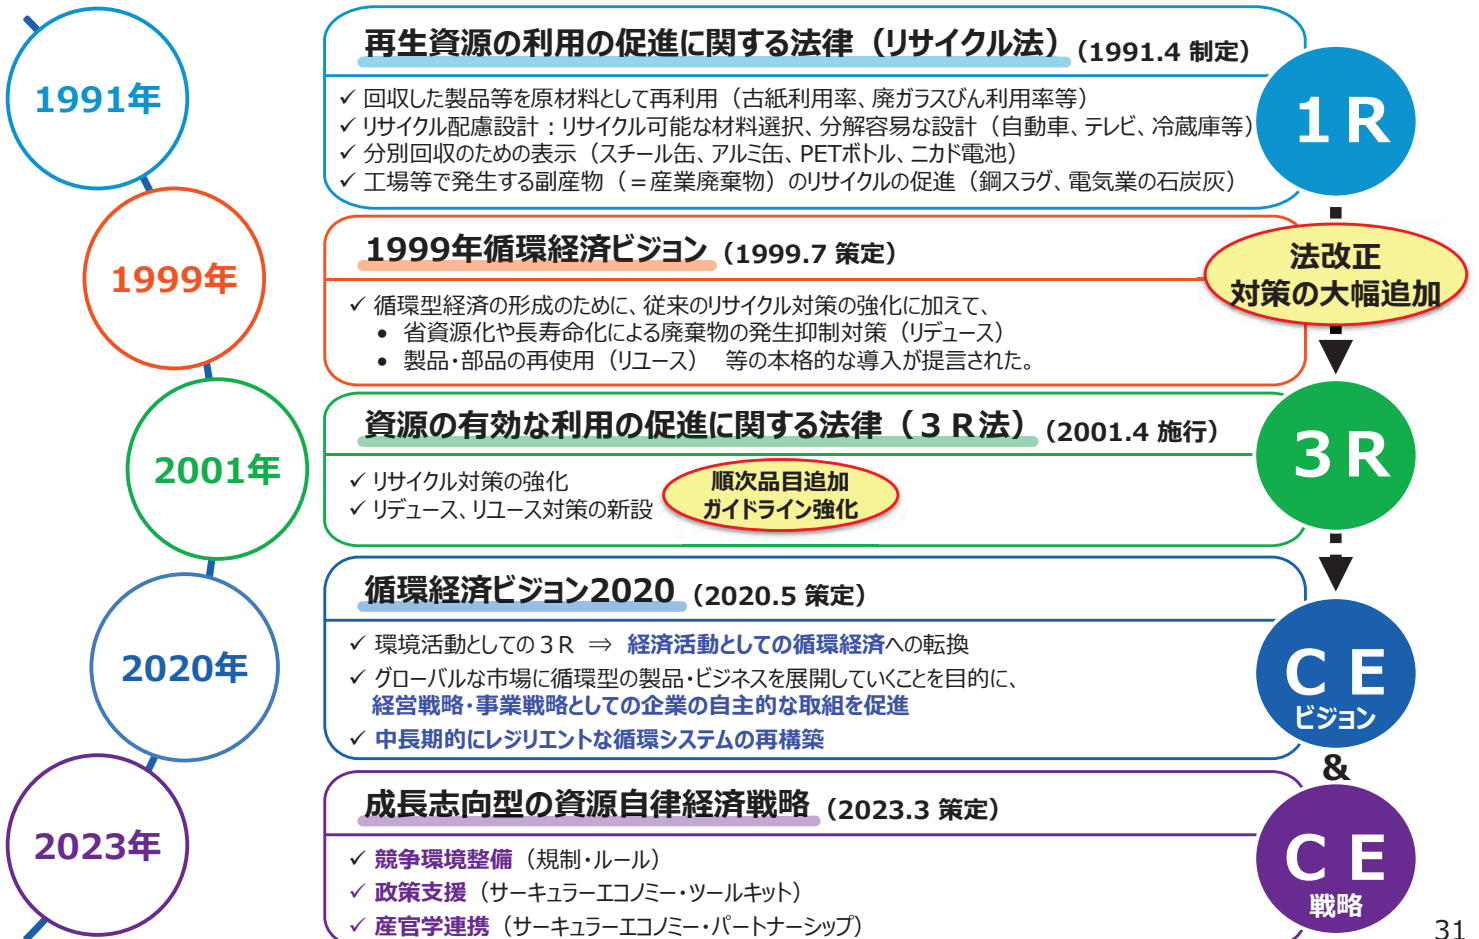 1991年
再生資源の利用の促進に関する法律（リサイクル法）（1991.4 制定）
✓ 回収した製品等を原材料として再利用（古紙利用率、廃ガラスびん利用率等）
✓ リサイクル配慮設計：リサイクル可能な材料選択、分解容易な設計（自動車、テレビ、冷蔵庫等）
✓ 分別回収のための表示（スチール缶、アルミ缶、PETボトル、ニカド電池）
✓ 工場等で発生する副産物（＝産業廃棄物）のリサイクルの促進（鋼スラグ、電気業の石炭灰）
１Ｒ
法改正
対策の大幅追加
1999年
1999年循環経済ビジョン（1999.7 策定）
✓ 循環型経済の形成のために、従来のリサイクル対策の強化に加えて、
• 省資源化や長寿命化による廃棄物の発生抑制対策（リデュース）
• 製品・部品の再使用（リユース）　等の本格的な導入が提言された。
2001年
資源の有効な利用の促進に関する法律（３Ｒ法）（2001.4 施行）
✓ リサイクル対策の強化
✓ リデュース、リユース対策の新設
順次品目追加
ガイドライン強化
３Ｒ
2020年
循環経済ビジョン2020（2020.5 策定）
✓ 環境活動としての３Ｒ ⇒ 経済活動としての循環経済への転換
✓ グローバルな市場に循環型の製品・ビジネスを展開していくことを目的に、
経営戦略・事業戦略としての企業の自主的な取組を促進
✓ 中長期的にレジリエントな循環システムの再構築
ＣＥ
ビジョン
&
2023年
成長志向型の資源自律経済戦略（2023.3 策定）
✓ 競争環境整備（規制・ルール）
✓ 政策支援（サーキュラーエコノミー・ツールキット）
✓ 産官学連携（サーキュラーエコノミー・パートナーシップ）
ＣＥ
戦略
31